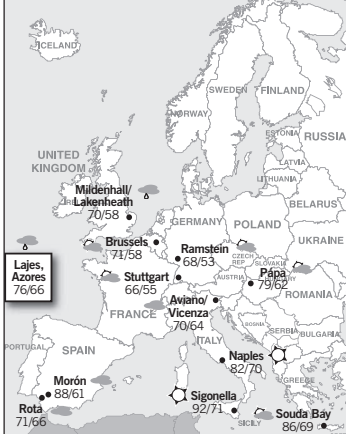 ICELAND
SWEDEN
FINLAND
NORWAY
ESTONIA
RUSSIA
LATVIA
LITHUANIA
UNITED
KINGDOM
Mildenhall/
Lakenheath
70/58
BELARUS
GERMANY
POLAND
Brussels
71/58
Ramstein
68/53
UKRAINE
CZECH
REP.
SLOVAKIA
Lajes,
Azores
76/66
Stuttgart
66/55
AUSTRIA
Pápa
79/62
Aviano/
Vicenza
70/64
FRANCE
ROMANIA
BOSNIA
SERBIA
BULGARIA
ITALY
PORTUGAL
SPAIN
Naples
82/70
Morón
88/61
GREECE
Rota
71/66
Sigonella
92/71
SICILY
Souda Bay
86/69